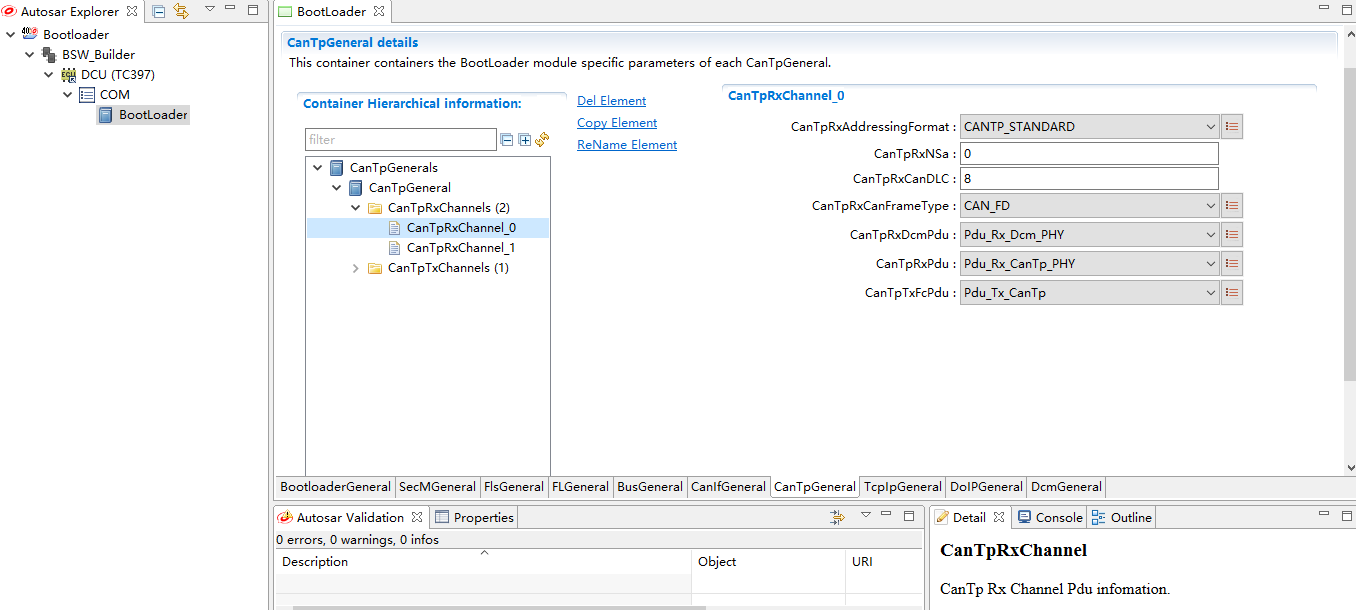 Autosar Explorer
Bootloader
BSW_Builder
DCU (TC397)
COM
BootLoader
BootLoader
CanTpGeneral details
This container containers the BootLoader module specific parameters of each CanTpGeneral.
Container Hierarchical information:
filter
CanTpGenerals
CanTpGeneral
CanTpRxChannels (2)
CanTpRxChannel_0
CanTpRxChannel_1
CanTpTxChannels (1)
Del Element
Copy Element
ReName Element
CanTpRxChannel_0
CanTpRxAddressingFormat : CANTP_STANDARD
CanTpRxNSa : 0
CanTpRxCanDLC : 8
CanTpRxCanFrameType : CAN_FD
CanTpRxDcmPdu : Pdu_Rx_Dcm_PHY
CanTpRxPdu : Pdu_Rx_CanTp_PHY
CanTpTxFcPdu : Pdu_Tx_CanTp
BootloaderGeneral SecMGeneral FlsGeneral FLGeneral BusGeneral CanIfGeneral CanTpGeneral TcpIpGeneral DoIPGeneral DcmGeneral
Autosar Validation Properties
0 errors, 0 warnings, 0 infos
Description Object URI
Detail Console Outline
CanTpRxChannel
CanTp Rx Channel Pdu infomation.